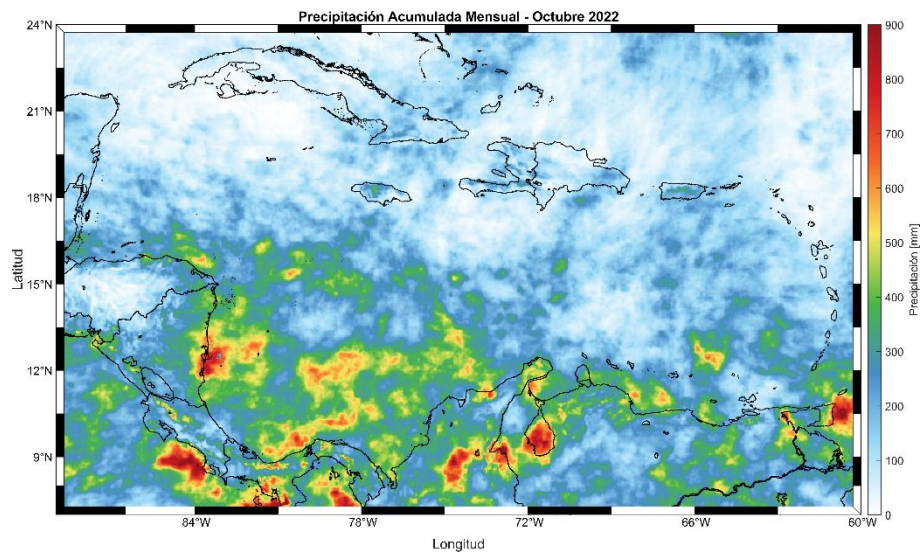 Precipitación Acumulada Mensual - Octubre 2022
24°N
21°N
18°N
15°N
12°N
9°N
Latitud
84°W
78°W
72°W
66°W
60°W
Longitud
900
800
700
600
500
400
300
200
100
0
Precipitación [mm]